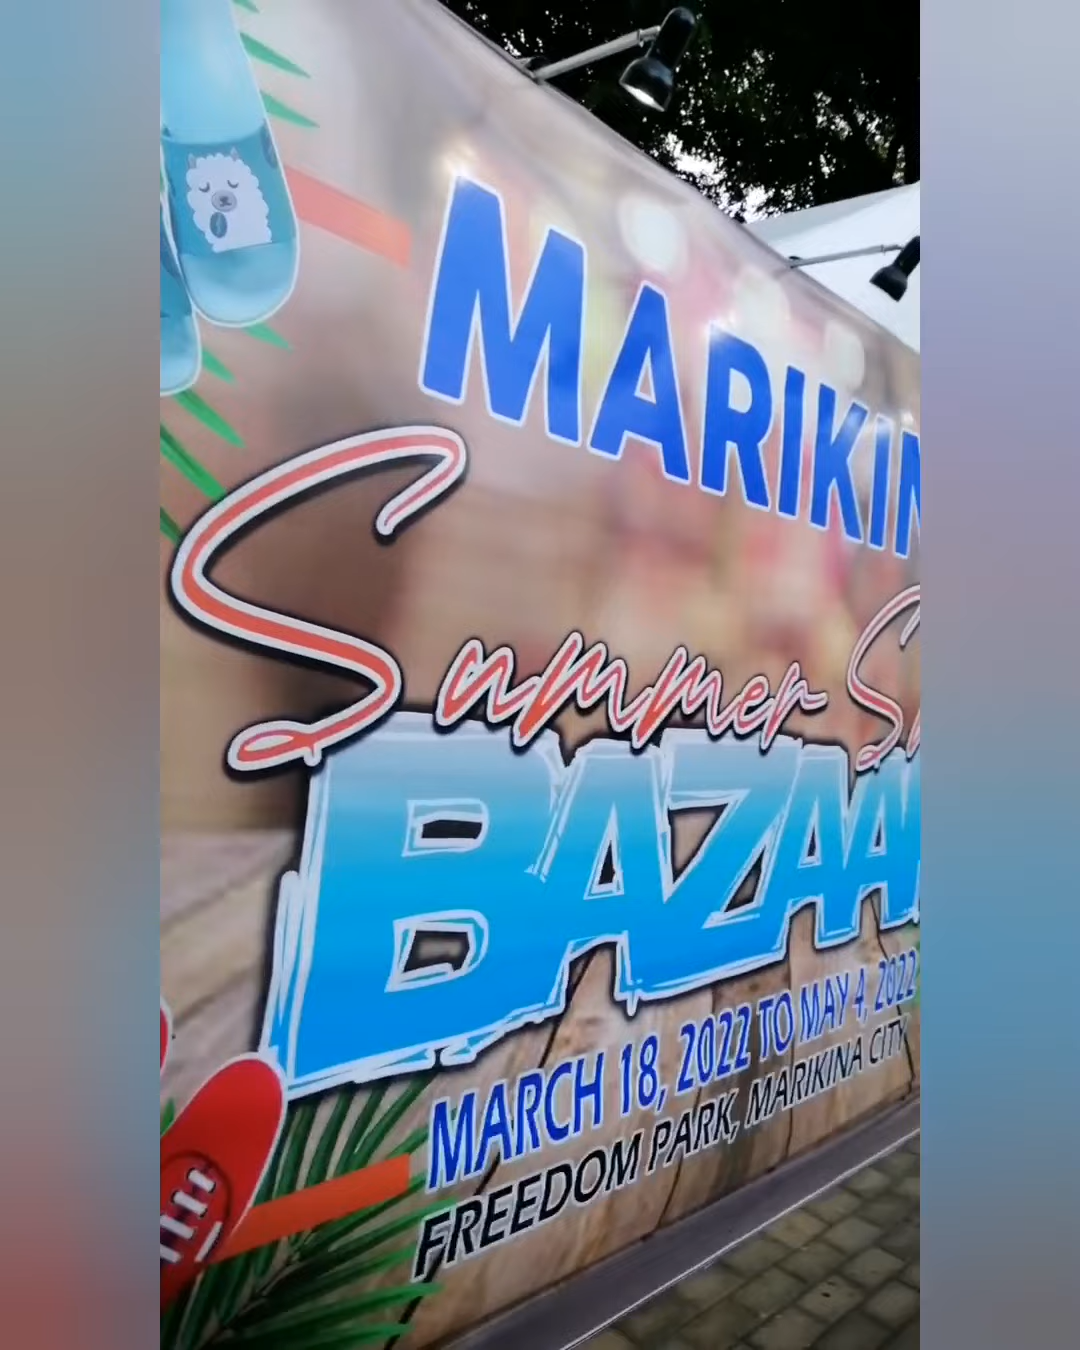 MARIKIN
Summer S
BAZAA
MARCH 18, 2022 TO MAY 4, 2022
FREEDOM PARK, MARIKINA CITY